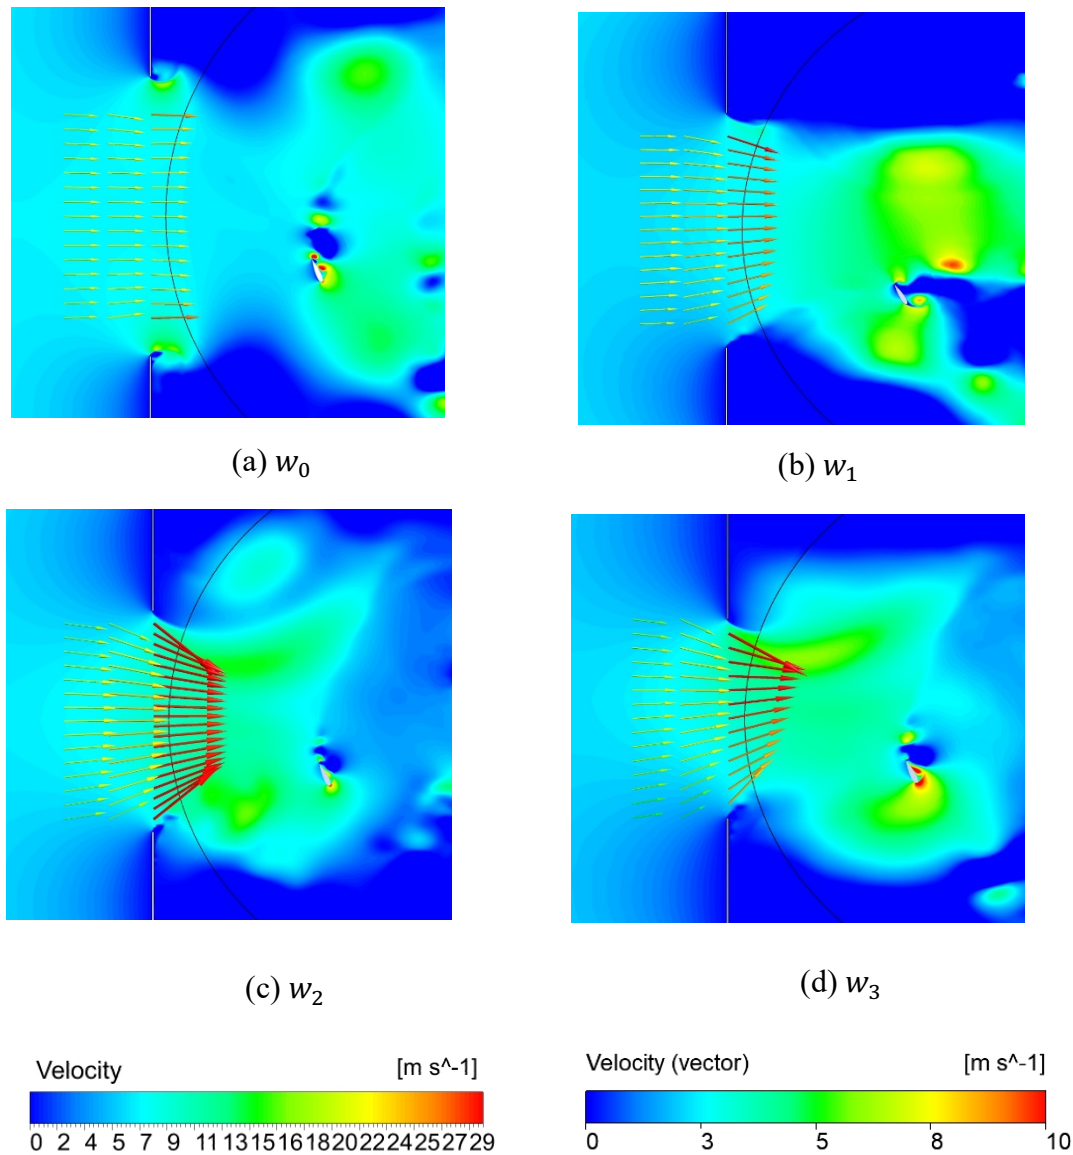 (a) w₀
(b) w₁
(c) w₂
(d) w₃
Velocity [m s^-1]
0 2 4 5 7 9 11 13 15 16 18 20 22 24 25 27 29
Velocity (vector) [m s^-1]
0 3 5 8 10